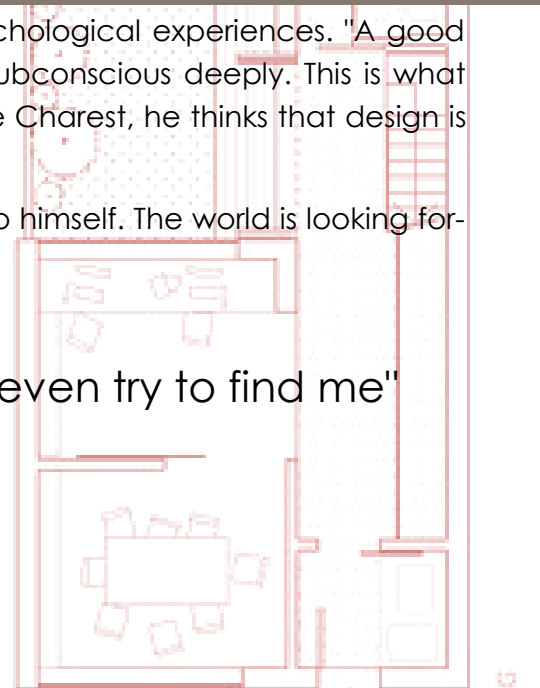 chological experiences. "A good
ubconscious deeply. This is what
e Charest, he thinks that design is
o himself. The world is looking for-
even try to find me"